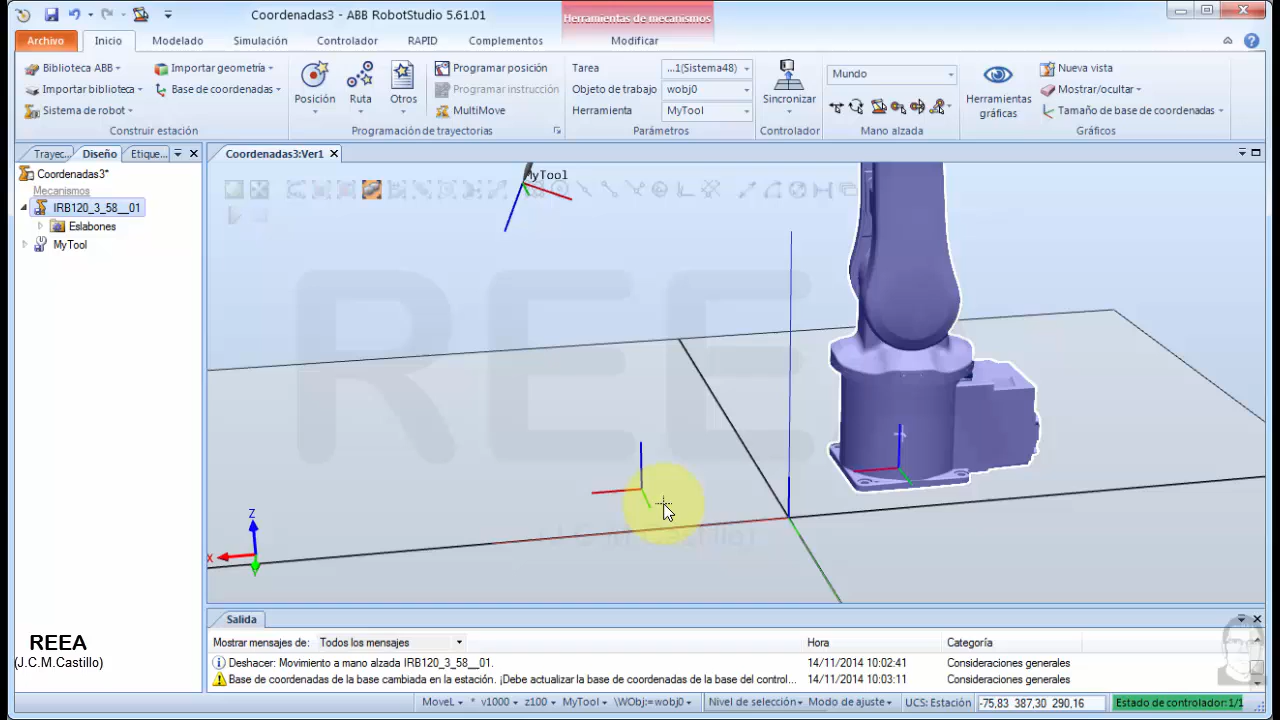 Coordenadas3 - ABB RobotStudio 5.61.01
Herramientas de mecanismos
Archivo Inicio Modelado Simulación Controlador RAPID Complementos Modificar
Biblioteca ABB
Importar biblioteca
Sistema de robot
Importar geometría
Base de coordenadas
Construir estación
Posición
Ruta
Otros
Programar posición
Programar instrucción
MultiMove
Programación de trayectorias
Tarea ...1(Sistema48)
Objeto de trabajo wobj0
Herramienta MyTool
Parámetros
Sincronizar
Controlador
Mundo
Mano alzada
Herramientas gráficas
Nueva vista
Mostrar/ocultar
Tamaño de base de coordenadas
Gráficos
Trayec... Diseño Etique...
Coordenadas3:Ver1
Coordenadas3*
Mecanismos
IRB120_3_58__01
Eslabones
MyTool
MyTool
REE
(J.C.M.Castillo)
Z
X
Y
REEA
(J.C.M.Castillo)
Salida
Mostrar mensajes de: Todos los mensajes Hora Categoría
Deshacer: Movimiento a mano alzada IRB120_3_58__01. 14/11/2014 10:02:41 Consideraciones generales
Base de coordenadas de la base cambiada en la estación. ¡Debe actualizar la base de coordenadas de la base del control... 14/11/2014 10:03:11 Consideraciones generales
MoveL * v1000 z100 MyTool \WObj:=wobj0 Nivel de selección Modo de ajuste UCS: Estación -75,83 387,30 290,16 Estado de controlador: 1/1